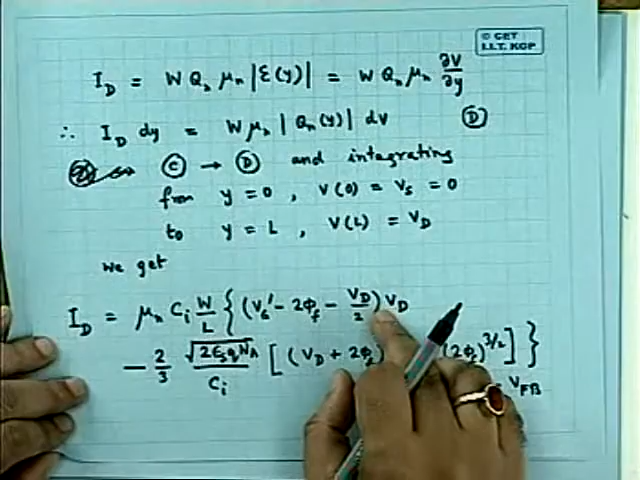 © CET
I.I.T. KGP
I_D = W Q_n μ_n |Ɛ(y)| = W Q_n μ_n ∂V/∂y
∴ I_D dy = W μ_n | Q_n(y) | dV (D)
(C) → (D) and integrating
from y = 0 , V(0) = V_S = 0
to y = L , V(L) = V_D
we get
I_D = μ_n C_i W/L { (V_G' - 2ϕ_f - V_D/2) V_D
- 2/3 √(2Ɛ_s q N_A)/C_i [ (V_D + 2ϕ_f) (2ϕ_f)^3/2 ] }
V_FB